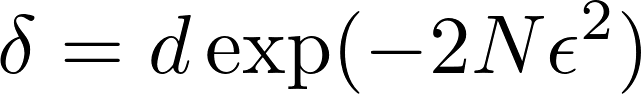 δ = d exp(−2Nϵ²)